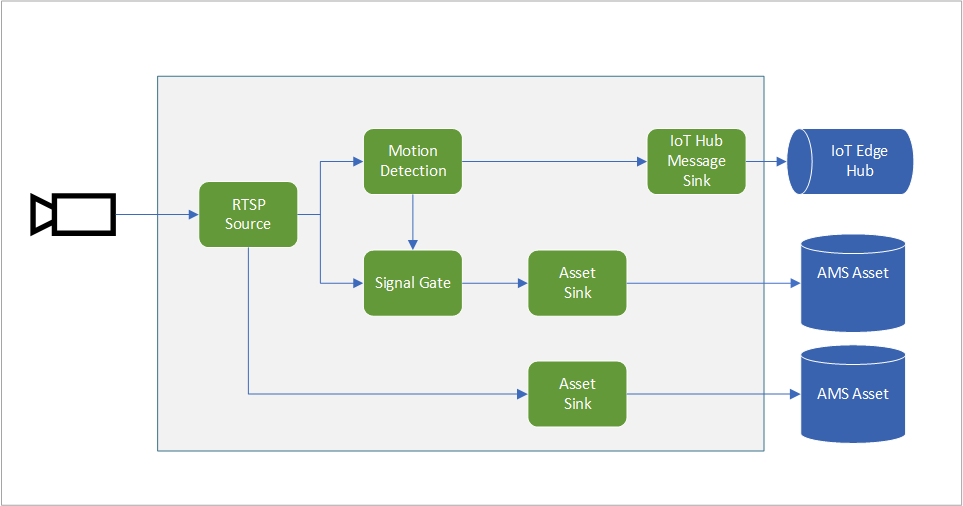 Motion
Detection
IoT Hub
Message
Sink
IoT Edge
Hub
RTSP
Source
Signal Gate
Asset
Sink
AMS Asset
Asset
Sink
AMS Asset